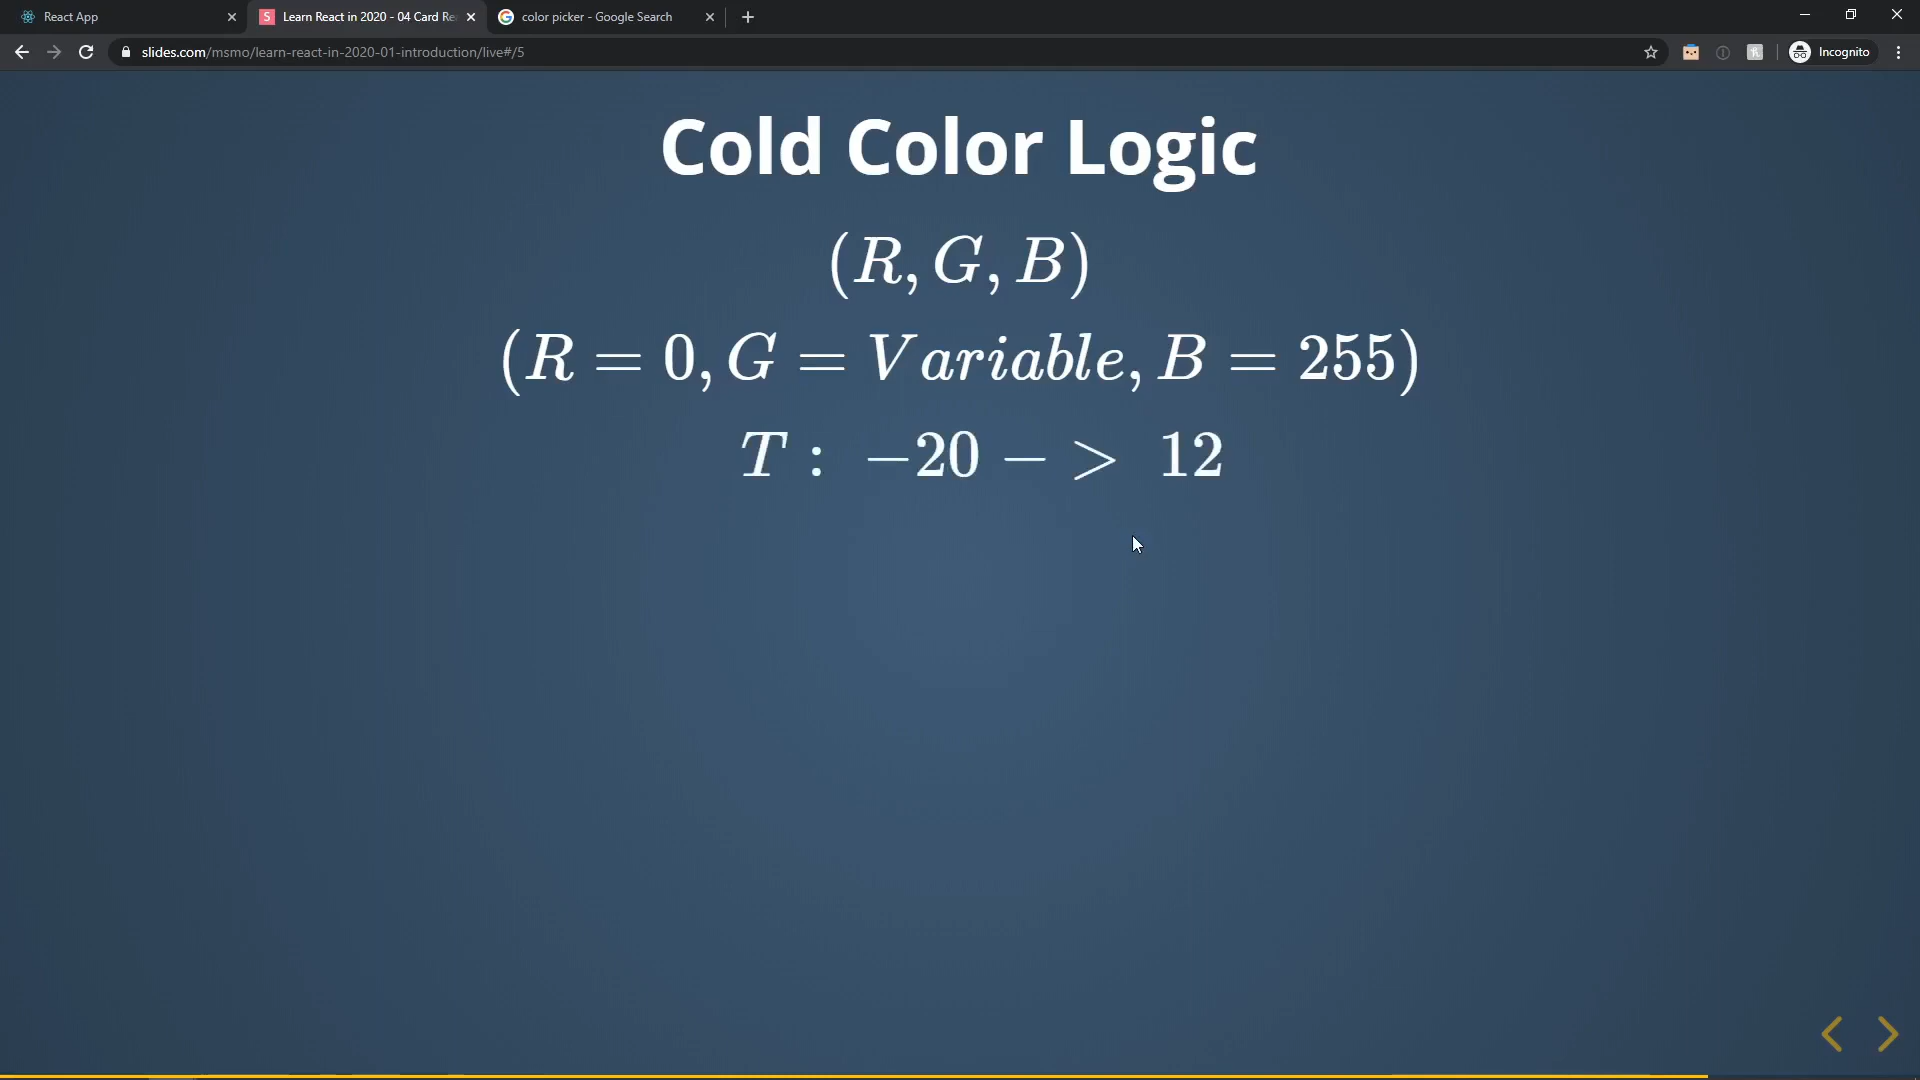 React App
Learn React in 2020 - 04 Card Re
color picker - Google Search
slides.com/msmo/learn-react-in-2020-01-introduction/live#/5
Incognito
Cold Color Logic
(R, G, B)
(R = 0, G = Variable, B = 255)
T : −20 − > 12